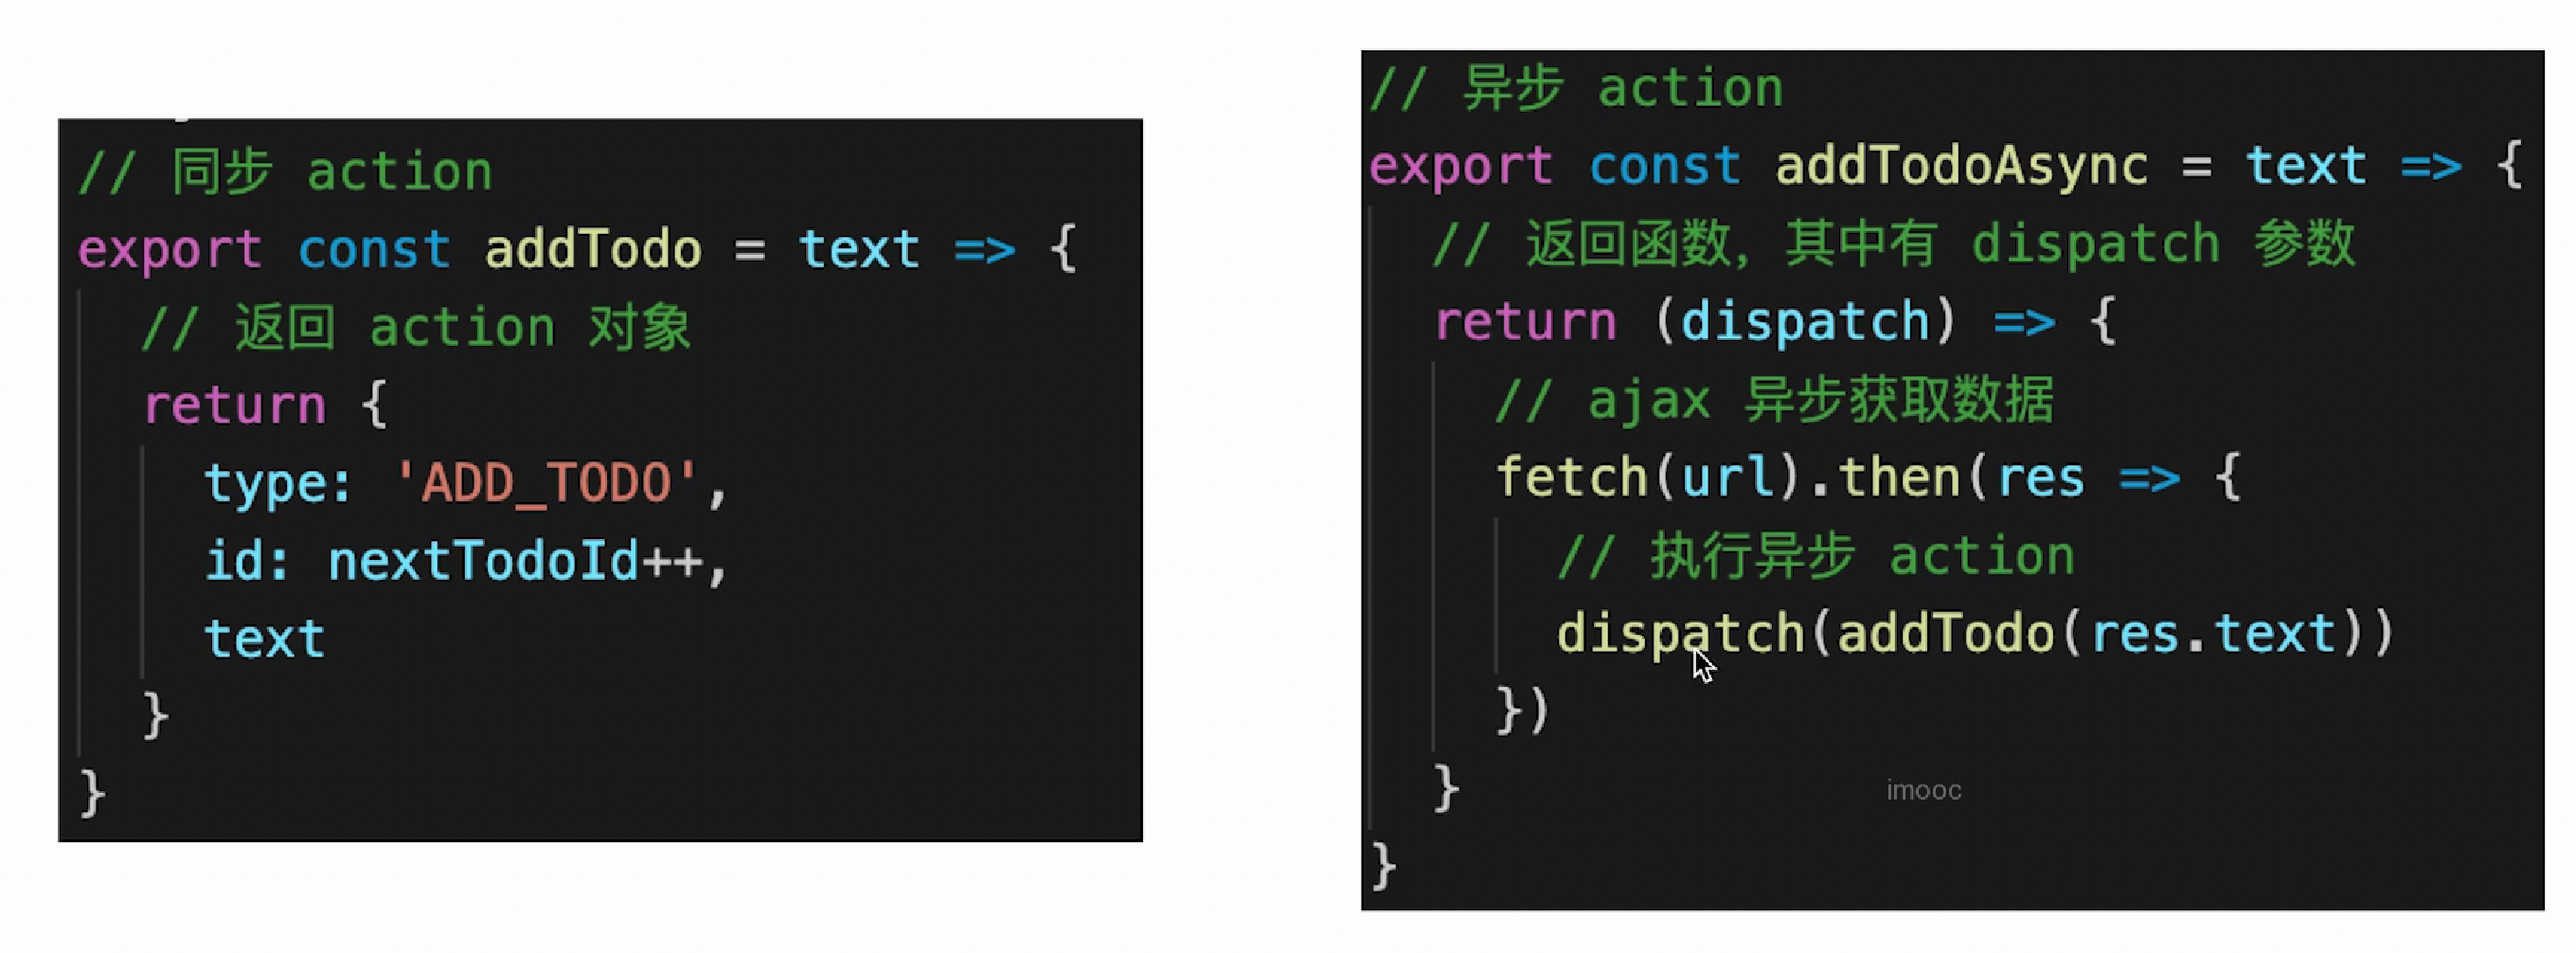 // 同步 action
export const addTodo = text => {
// 返回 action 对象
return {
type: 'ADD_TODO',
id: nextTodoId++,
text
}
}
// 异步 action
export const addTodoAsync = text => {
// 返回函数，其中有 dispatch 参数
return (dispatch) => {
// ajax 异步获取数据
fetch(url).then(res => {
// 执行异步 action
dispatch(addTodo(res.text))
})
}
}
imooc